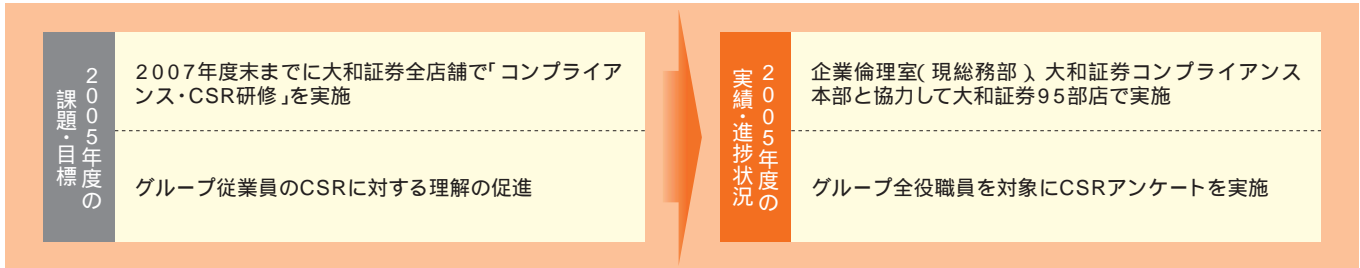 2005年度の
課題・目標
2007年度末までに大和証券全店舗で「コンプライア
ンス・CSR研修」を実施
グループ従業員のCSRに対する理解の促進
2005年度の
実績・進捗状況
企業倫理室(現総務部)、大和証券コンプライアンス
本部と協力して大和証券95部店で実施
グループ全役職員を対象にCSRアンケートを実施